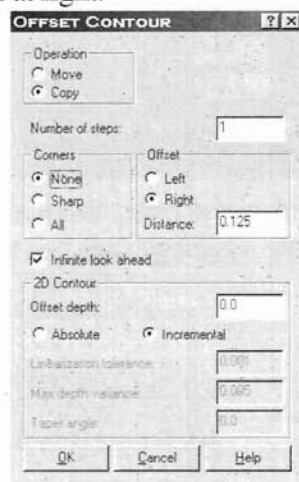 OFFSET CONTOUR
Operation
Move
Copy
Number of steps: 1
Corners
Offset
None
Left
Sharp
Right
All
Distance: 0.125
Infinite look ahead
2D Contour
Offset depth: 0.0
Absolute
Incremental
Linearization tolerance: 0.001
Max depth variance: 0.005
Taper angle: 0.0
OK
Cancel
Help